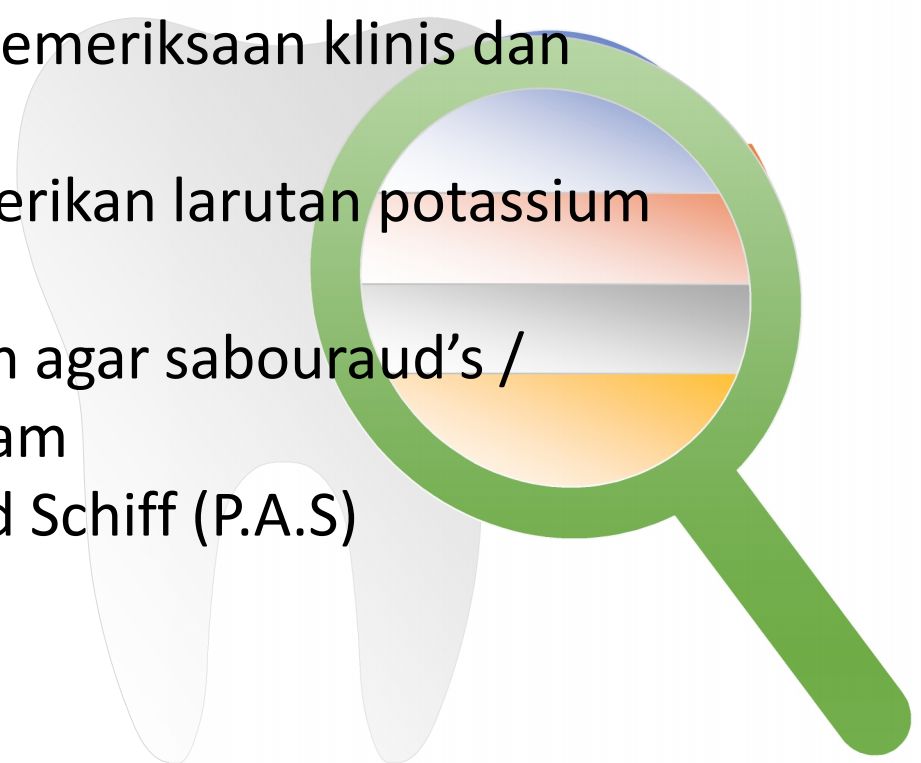 emeriksaan klinis dan
erikan larutan potassium
n agar sabouraud’s /
am
d Schiff (P.A.S)